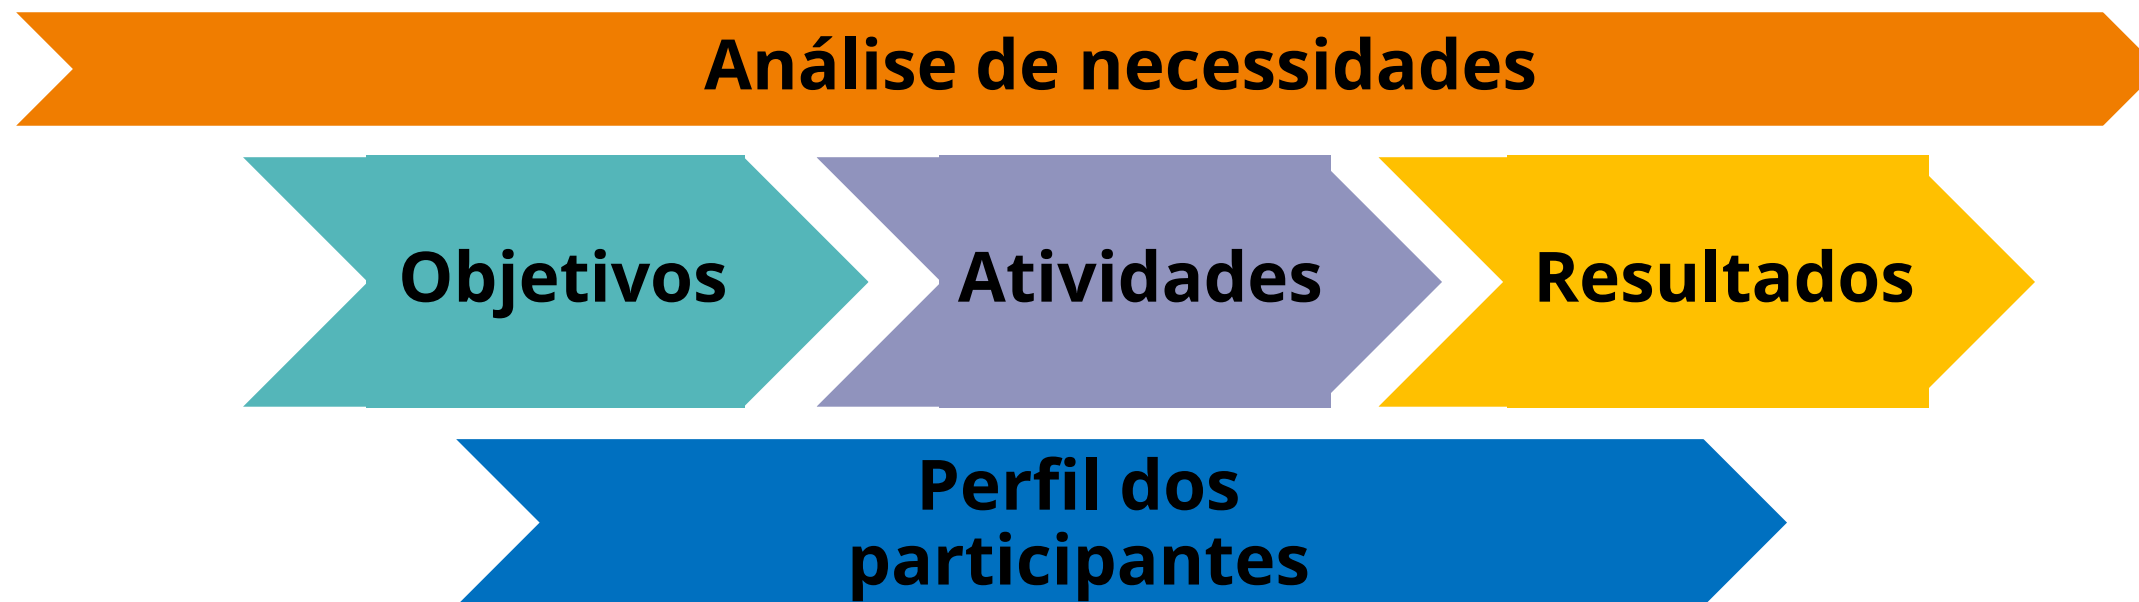 Análise de necessidades
Objetivos
Atividades
Resultados
Perfil dos
participantes